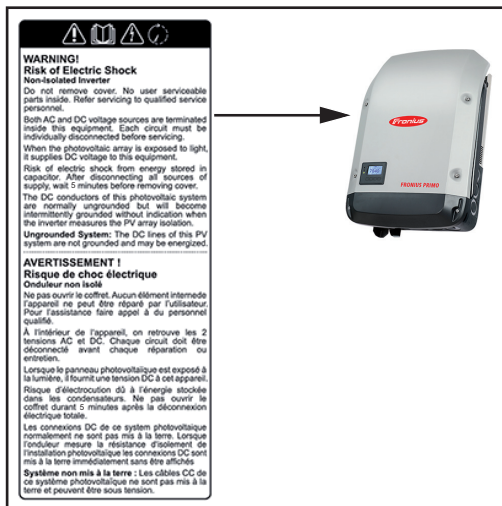 WARNING!
Risk of Electric Shock
Non-Isolated Inverter
Do not remove cover. No user serviceable
parts inside. Refer servicing to qualified service
personnel.
Both AC and DC voltage sources are terminated
inside this equipment. Each circuit must be
individually disconnected before servicing.
When the photovoltaic array is exposed to light,
it supplies DC voltage to this equipment.
Risk of electric shock from energy stored in
capacitor. After disconnecting all sources of
supply, wait 5 minutes before removing cover.
The DC conductors of this photovoltaic system
are normally ungrounded but will become
intermittently grounded without indication when
the inverter measures the PV array isolation.
Ungrounded System: The DC lines of this PV
system are not grounded and may be energized.
AVERTISSEMENT !
Risque de choc électrique
Onduleur non isolé
Ne pas ouvrir le coffret. Aucun élément internede
l'appareil ne peut être réparé par l'utilisateur.
Pour l'assistance faire appel à du personnel
qualifié.
À l'intérieur de l'appareil, on retrouve les 2
tensions AC et DC. Chaque circuit doit être
déconnecté avant chaque réparation ou
entretien.
Lorsque le panneau photovoltaïque est exposé à
la lumière, il fournit une tension DC à cet appareil.
Risque d'électrocution dû à l'énergie stockée
dans les condensateurs. Ne pas ouvrir le
coffret durant 5 minutes après la déconnexion
électrique totale.
Les connexions DC de ce system photovoltaique
normalement ne sont pas mis à la terre. Lorsque
l'onduleur mesure la résistance d'isolement de
l'installation photovoltaïque les connexions DC sont
mis à la terre immédiatement sans être affichés
Système non mis à la terre : Les câbles CC de
ce système photovoltaïque ne sont pas mis à la
terre et peuvent être sous tension.
Fronius
FRONIUS PRIMO